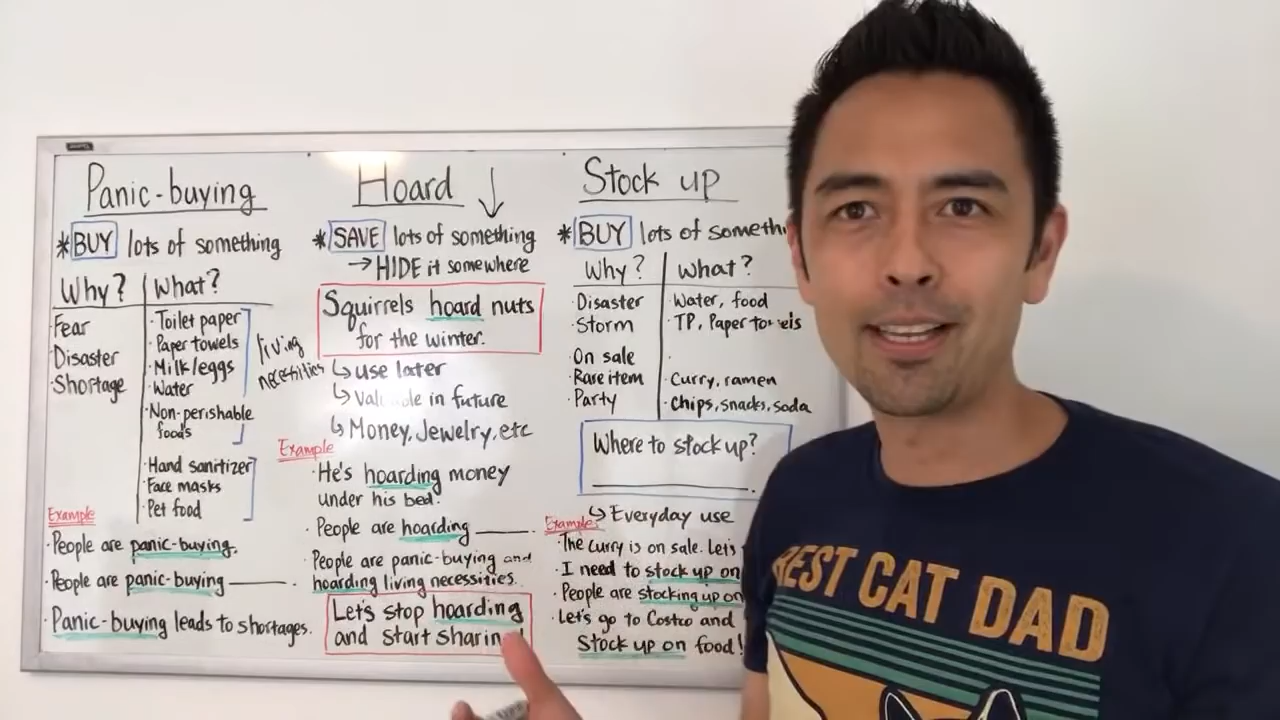 Panic-buying
*BUY lots of something
Why? What?
Fear
Disaster
Shortage
·Toilet paper
·Paper towels
·Milk/eggs
·Water
·Non-perishable
foods
living
necessities
·Hand sanitizer
·Face masks
·Pet food
Example
·People are panic-buying.
·People are panic-buying ______.
·Panic-buying leads to shortages.
Hoard ↓
*SAVE lots of something
→HIDE it somewhere
Squirrels hoard nuts
for the winter.
↳use later
↳ in future
↳Money, Jewelry, etc
Example
·He's hoarding money
under his bed.
·People are hoarding ______.
·People are panic-buying and
hoarding living necessities.
Let's stop hoarding
and start
Stock up
*BUY lots of
Why? What?
·Disaster
·Storm
·On sale
·Rare item
·Party
·Water, food
·TP, Paper towels
·Curry, ramen
·Chips, snacks, soda
Where to stock up?
______.
↳Everyday use
Examples
·The curry is on sale. Let's
·I need to stock up on
·People are stocking up on
·Let's go to Costco and
Stock up on food!
BEST CAT DAD